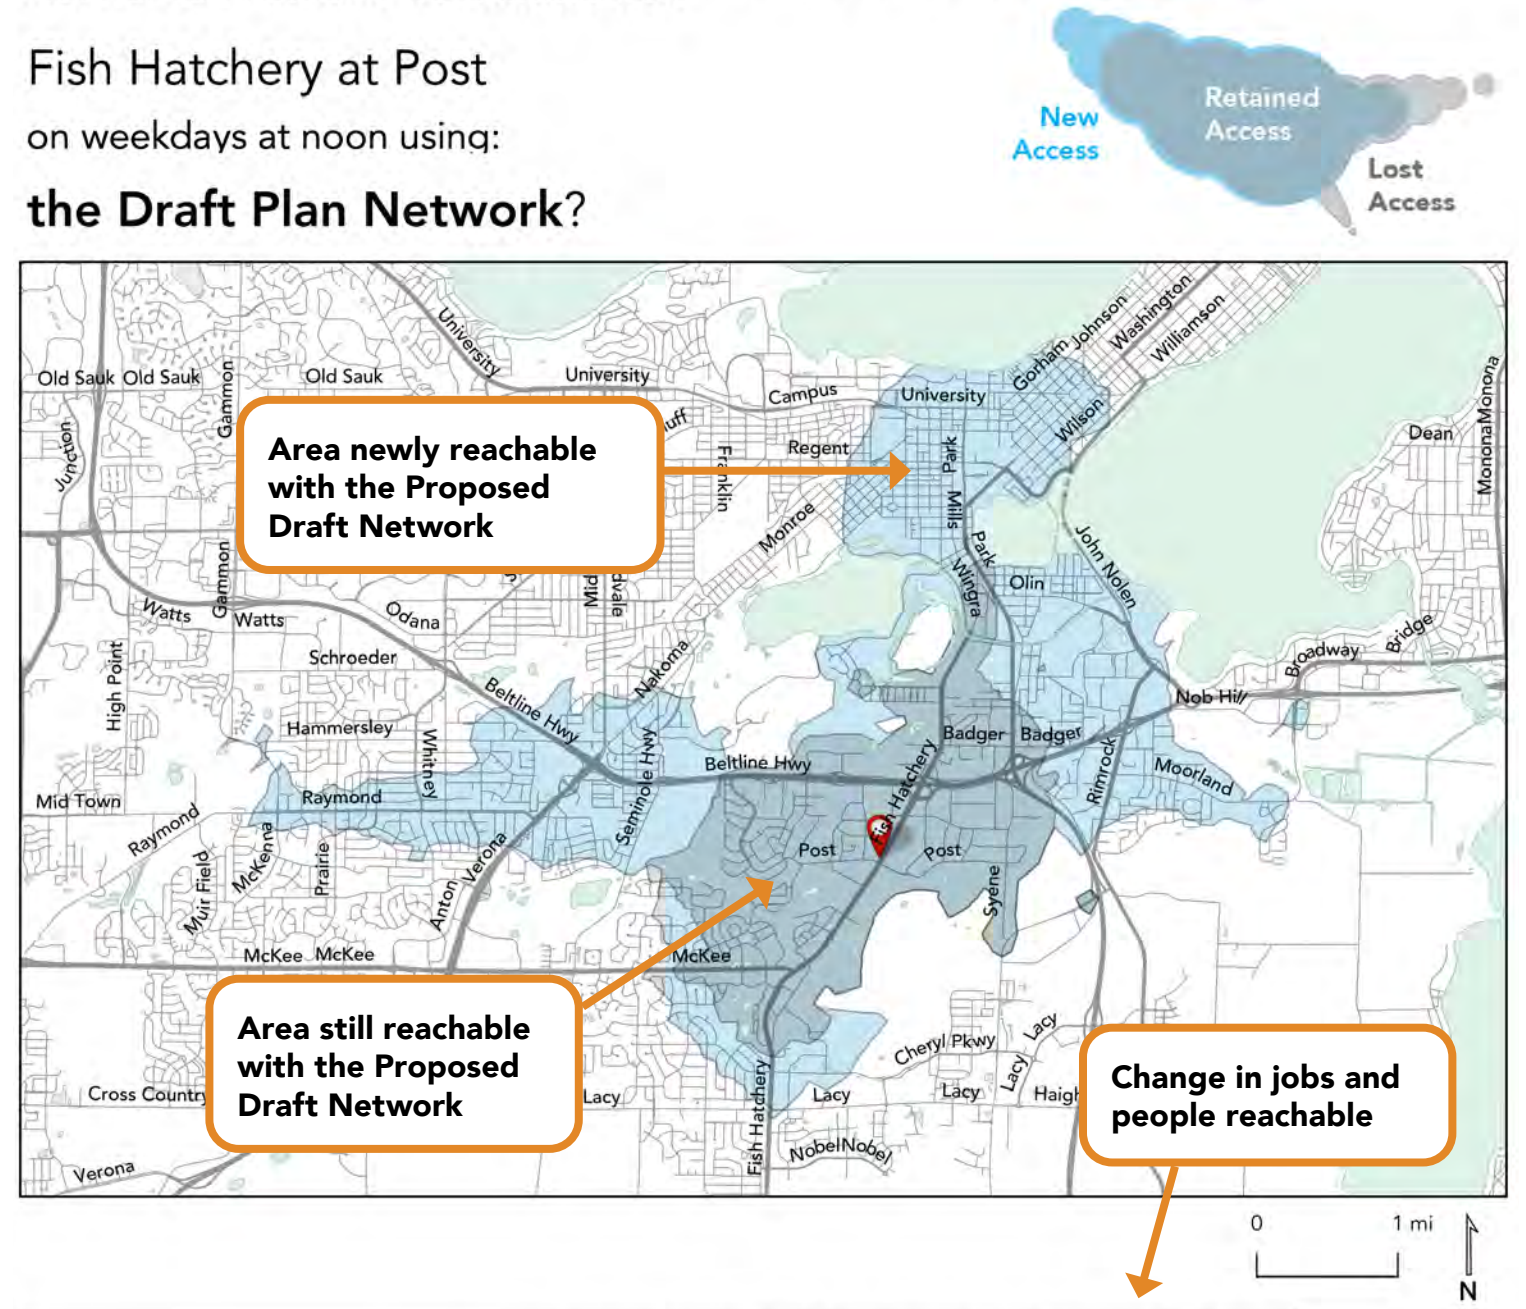 Fish Hatchery at Post
on weekdays at noon using:
the Draft Plan Network?
New
Access
Retained
Access
Lost
Access
University
Old Sauk Old Sauk
Gammon
Old Sauk
University
Campus
University
Gorham
Johnson
Washington
Williamson
Wilson
Junction
uff
Franklin
Regent
Park
Mills
Monroe
Dean
Monona Monona
Area newly reachable
with the Proposed
Draft Network
Park
Wingra
Olin
John Nolen
Gammon
Watts
Watts
Odana
dvale
High Point
Schroeder
Nakoma
Broadway
Bridge
Nob Hill
Beltline Hwy
Hammersley
Whitney
Seminole Hwy
Beltline Hwy
Badger
Badger
Fish Hatchery
Rimrock
Moorland
Mid Town
Raymond
Raymond
Post
Post
Syene
Muir Field
McKenna
Prairie
Anton
Verona
McKee
McKee
McKee
Area still reachable
with the Proposed
Draft Network
Cheryl Pkwy
Lacy
Lacy
Cross Country
Lacy
Fish Hatchery
Lacy
Lacy
Haigh
Change in jobs and
people reachable
Nobel Nobel
Verona
0
1 mi
N